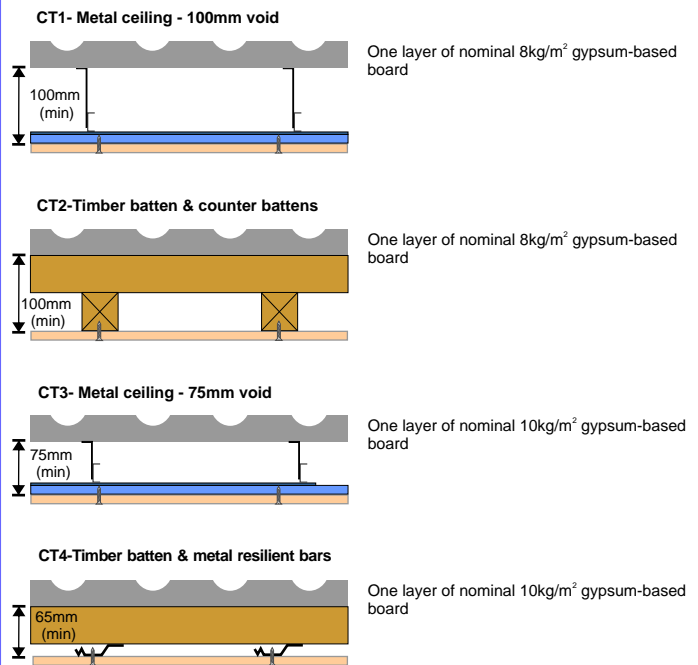 CT1- Metal ceiling - 100mm void
One layer of nominal 8kg/m² gypsum-based
board
100mm
(min)
CT2-Timber batten & counter battens
One layer of nominal 8kg/m² gypsum-based
board
100mm
(min)
CT3- Metal ceiling - 75mm void
One layer of nominal 10kg/m² gypsum-based
board
75mm
(min)
CT4-Timber batten & metal resilient bars
One layer of nominal 10kg/m² gypsum-based
board
65mm
(min)